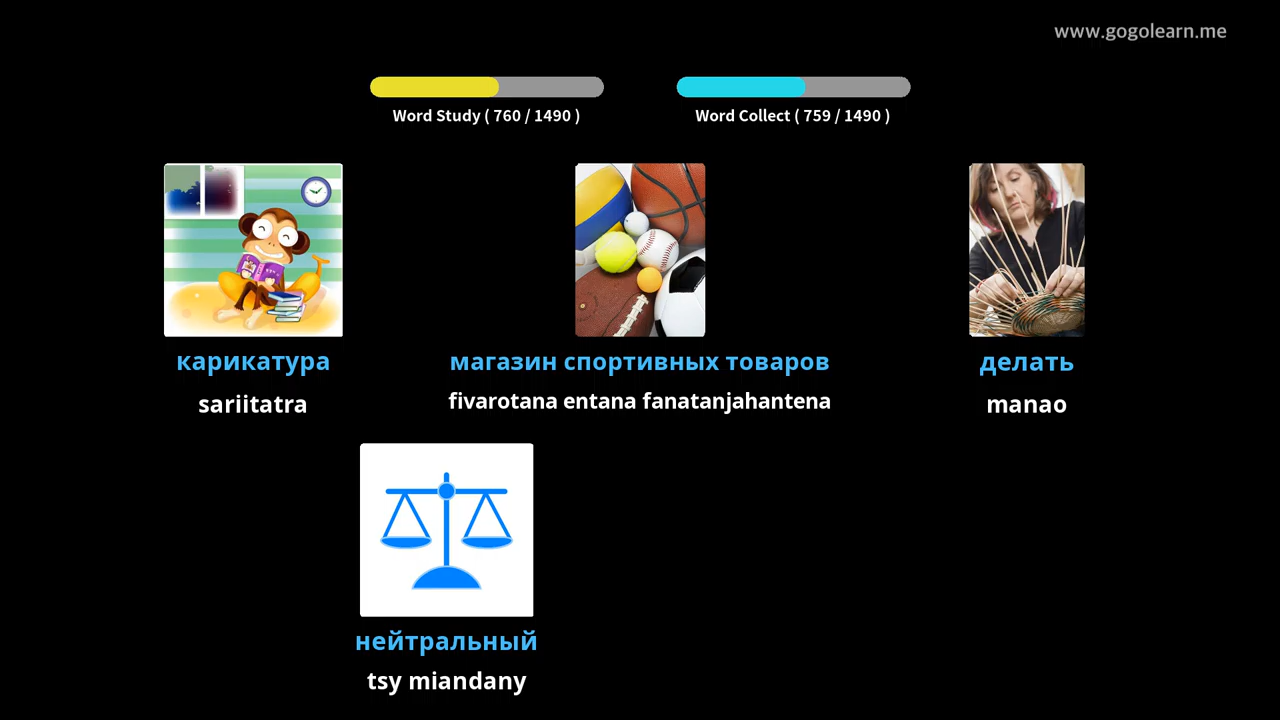 www.gogolearn.me
Word Study ( 760 / 1490 )
Word Collect ( 759 / 1490 )
карикатура
магазин спортивных товаров
делать
sariitatra
fivarotana entana fanatanjahantena
manao
нейтральный
tsy miandany